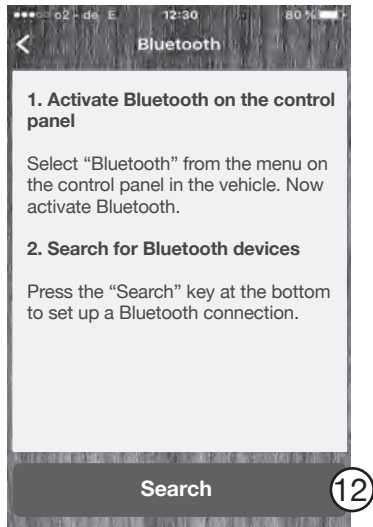 o2 - de E 12:30 80 %
Bluetooth
1. Activate Bluetooth on the control
panel
Select “Bluetooth” from the menu on
the control panel in the vehicle. Now
activate Bluetooth.
2. Search for Bluetooth devices
Press the “Search” key at the bottom
to set up a Bluetooth connection.
Search
12